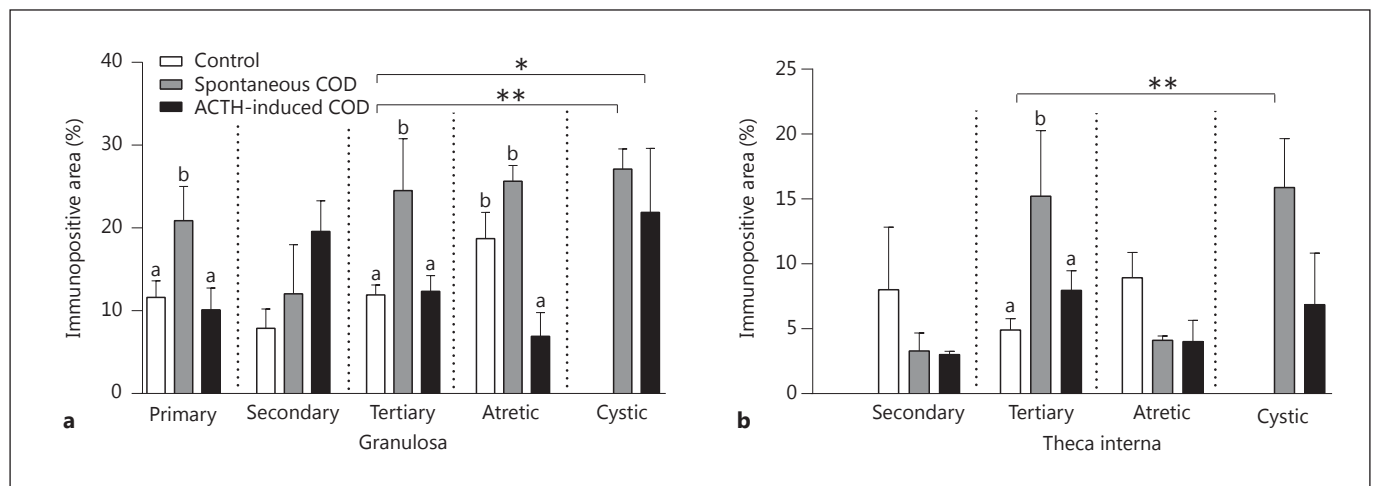 Control
Spontaneous COD
ACTH-induced COD
Immunopositive area (%)
40
30
20
10
0
*
**
a
b
a
a
b
a
b
b
a
Primary
Secondary
Tertiary
Atretic
Cystic
Granulosa
a
Immunopositive area (%)
25
20
15
10
5
0
**
a
b
a
Secondary
Tertiary
Atretic
Cystic
Theca interna
b